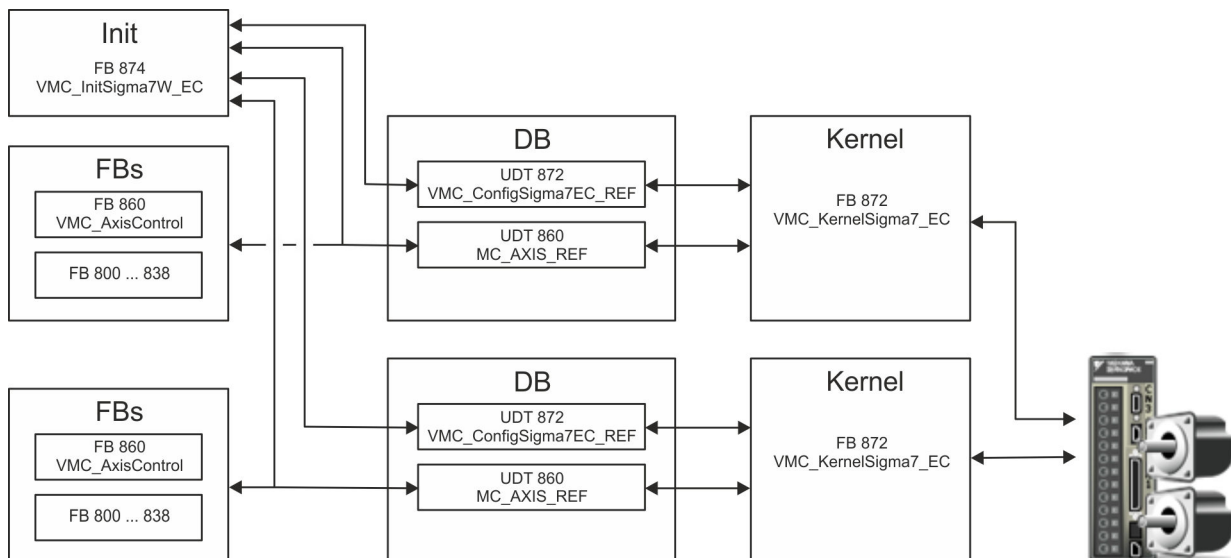 Init
FB 874
VMC_InitSigma7W_EC
FBs
FB 860
VMC_AxisControl
FB 800 ... 838
DB
UDT 872
VMC_ConfigSigma7EC_REF
UDT 860
MC_AXIS_REF
Kernel
FB 872
VMC_KernelSigma7_EC
FBs
FB 860
VMC_AxisControl
FB 800 ... 838
DB
UDT 872
VMC_ConfigSigma7EC_REF
UDT 860
MC_AXIS_REF
Kernel
FB 872
VMC_KernelSigma7_EC